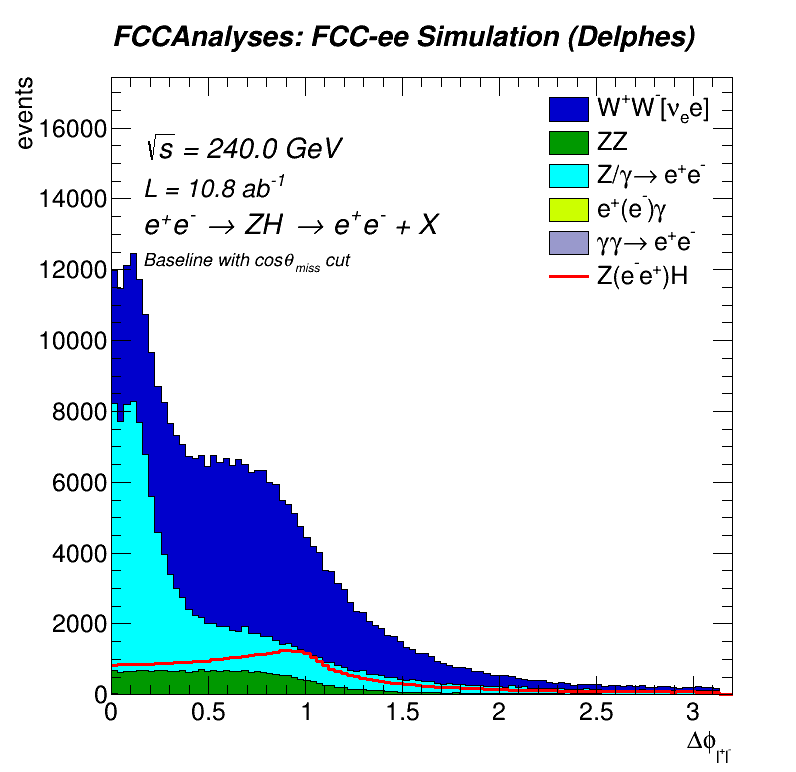 FCCAnalyses: FCC-ee Simulation (Delphes)
events
√s = 240.0 GeV
L = 10.8 ab⁻¹
e⁺e⁻ → ZH → e⁺e⁻ + X
Baseline with cosθ_miss cut
W⁺W⁻[νₑe]
ZZ
Z/γ→ e⁺e⁻
e⁺(e⁻)γ
γγ→ e⁺e⁻
Z(e⁻e⁺)H
16000
14000
12000
10000
8000
6000
4000
2000
0
0 0.5 1 1.5 2 2.5 3
Δϕ_l⁺l⁻